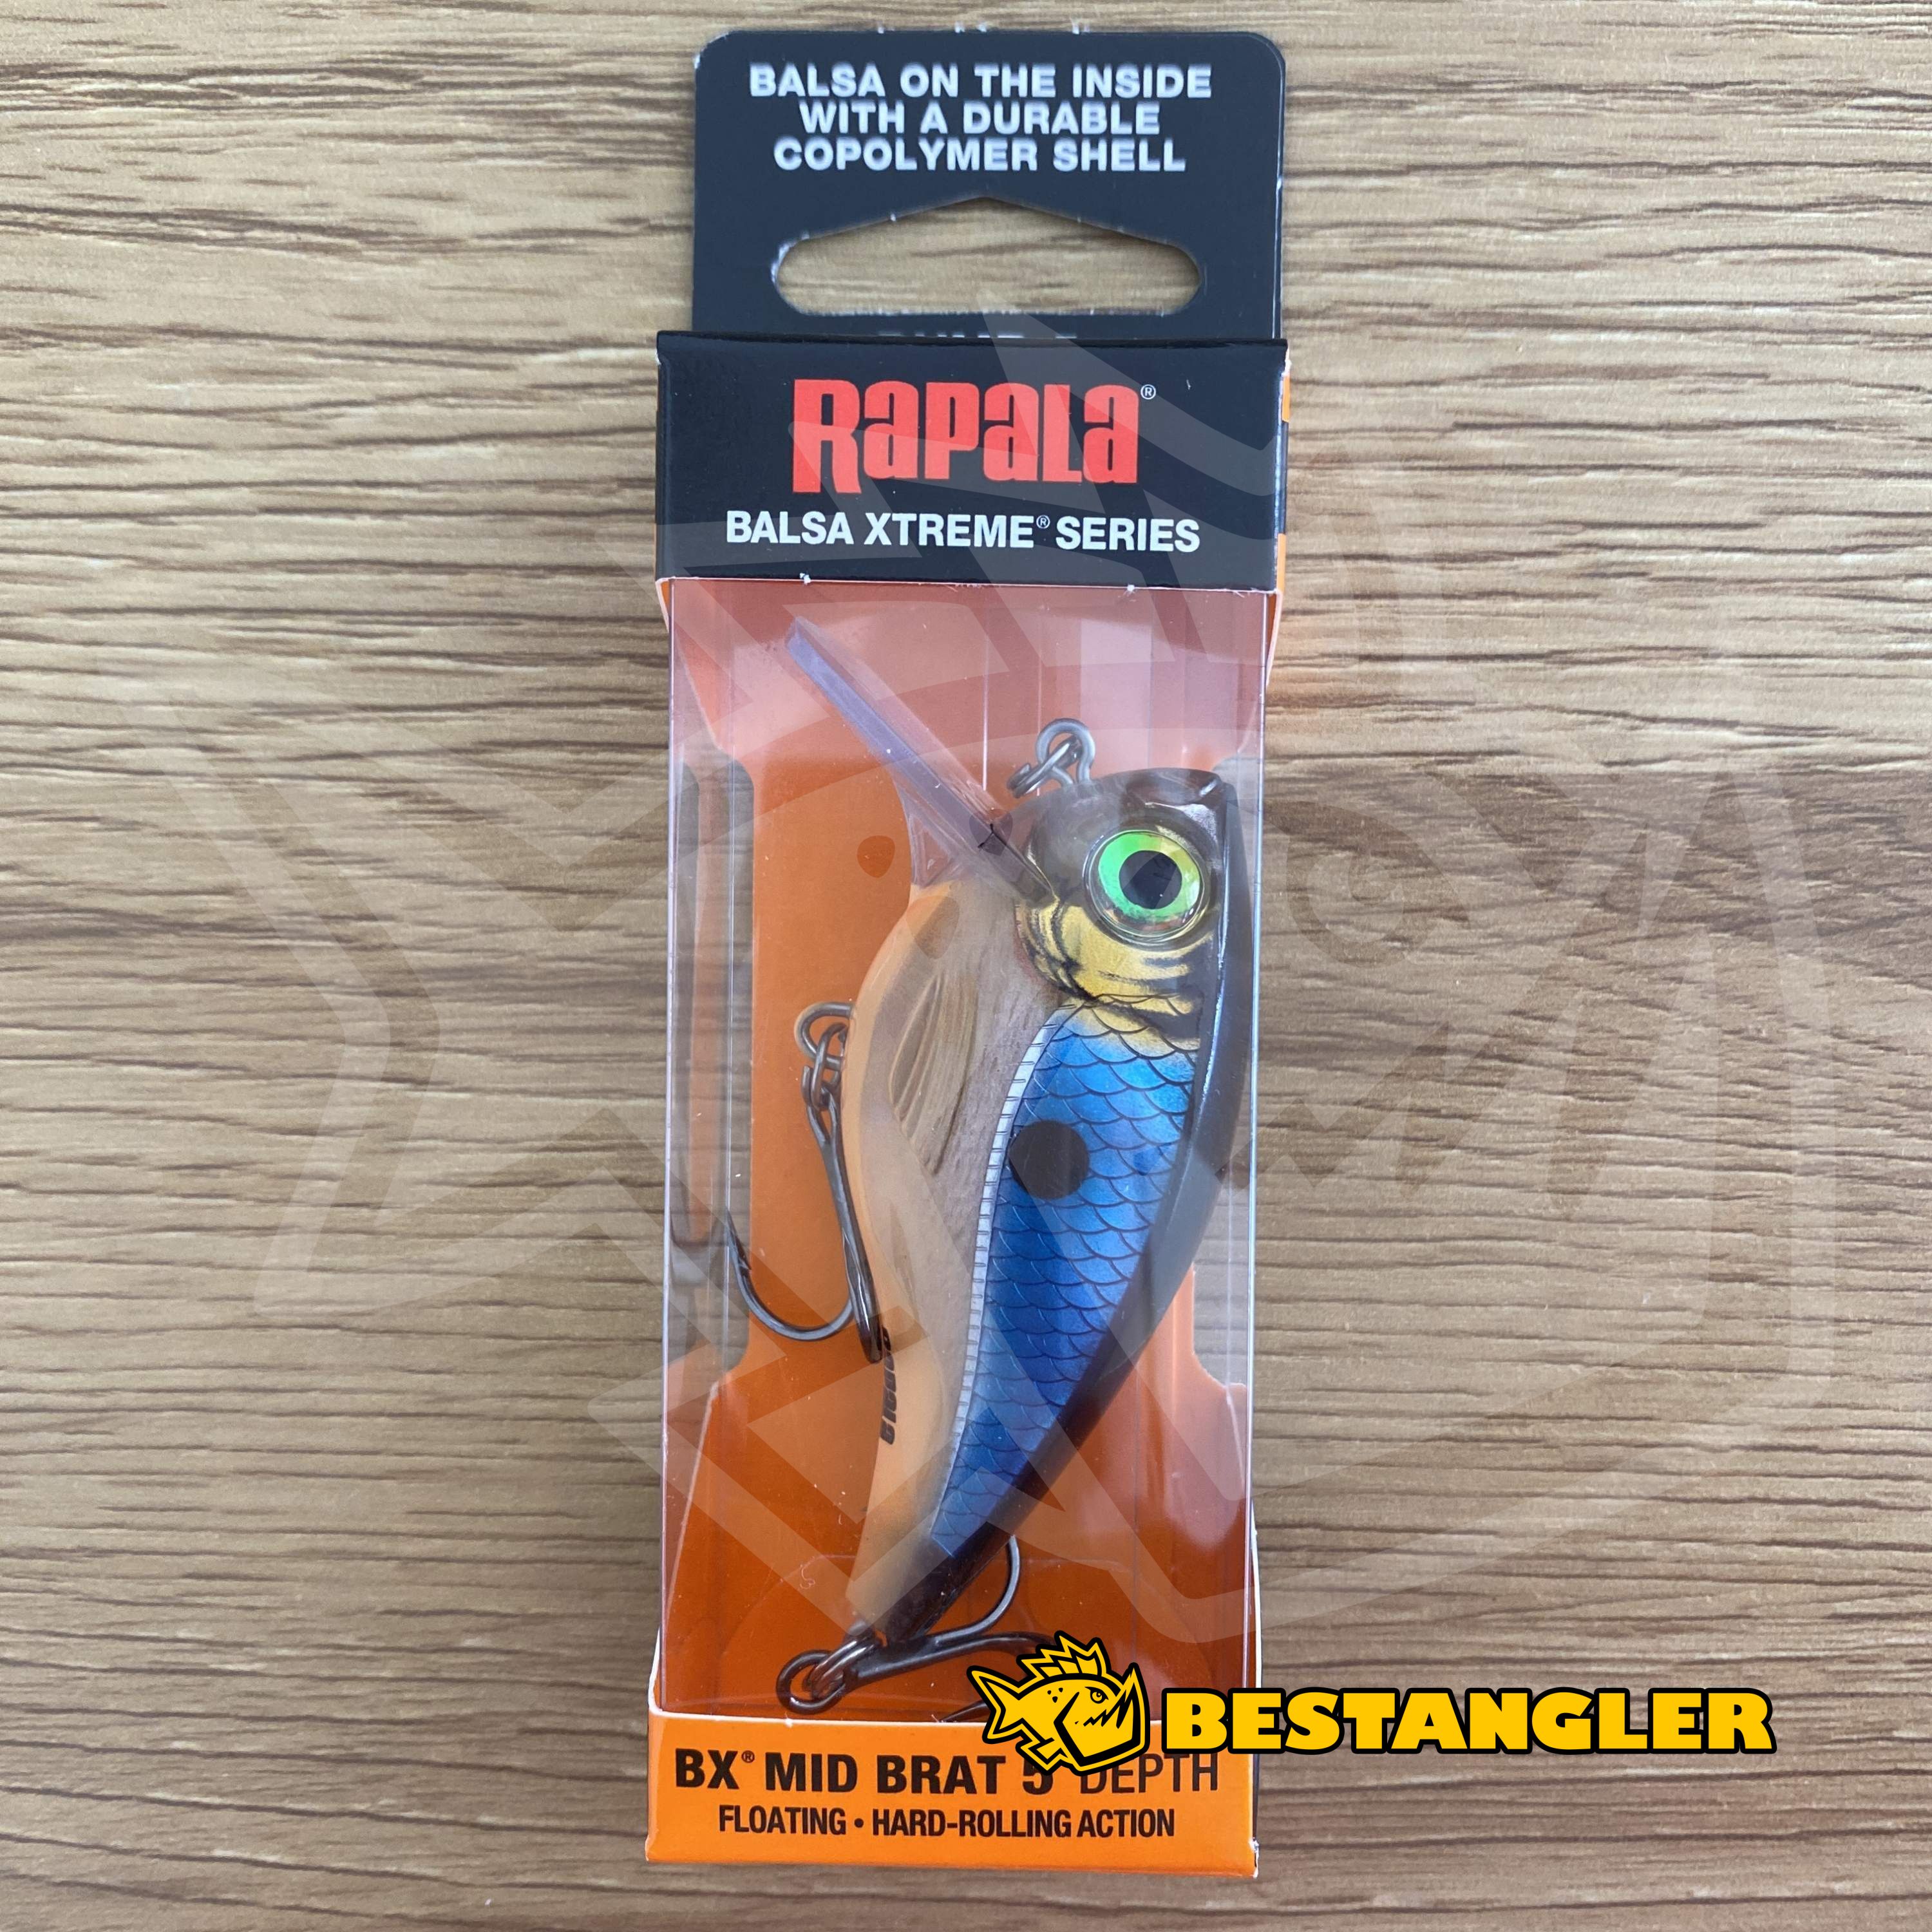 BALSA ON THE INSIDE
WITH A DURABLE
COPOLYMER SHELL
RAPALA®
BALSA XTREME® SERIES
Rapala
BESTANGLER
BX® MID BRAT 5' DEPTH
FLOATING • HARD-ROLLING ACTION